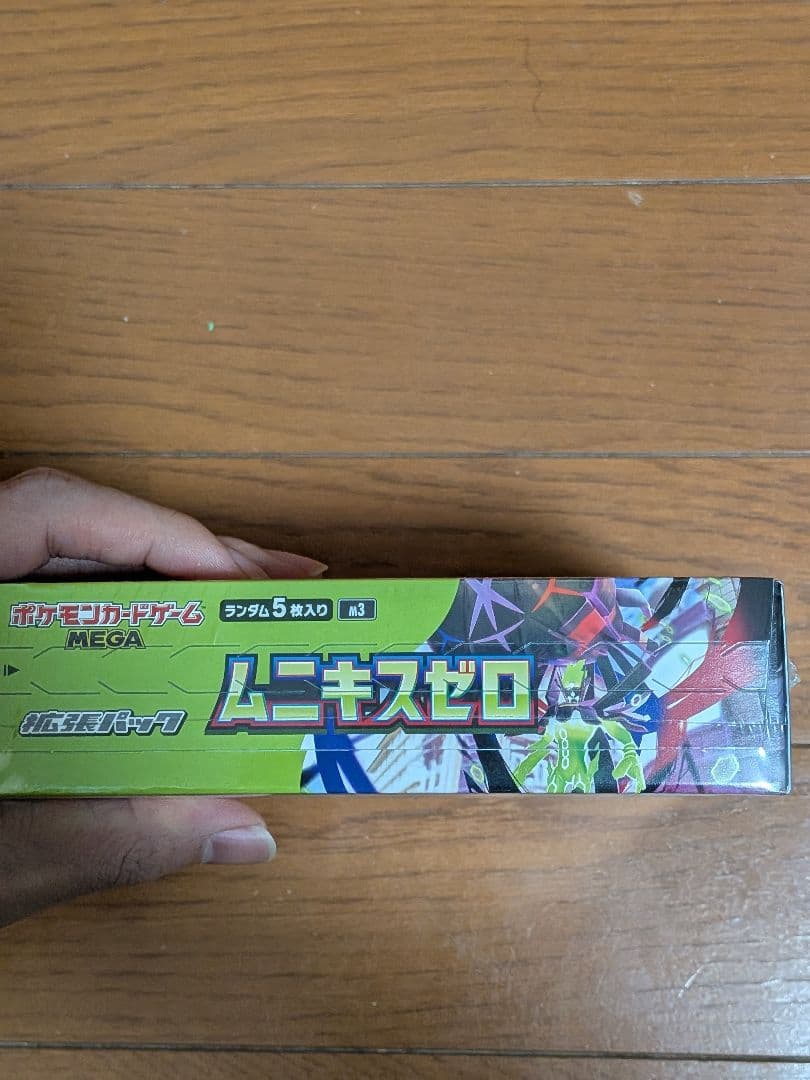 ポケモンカードゲーム
MEGA
ランダム5枚入り
M3
ムニキスゼロ
拡張パック